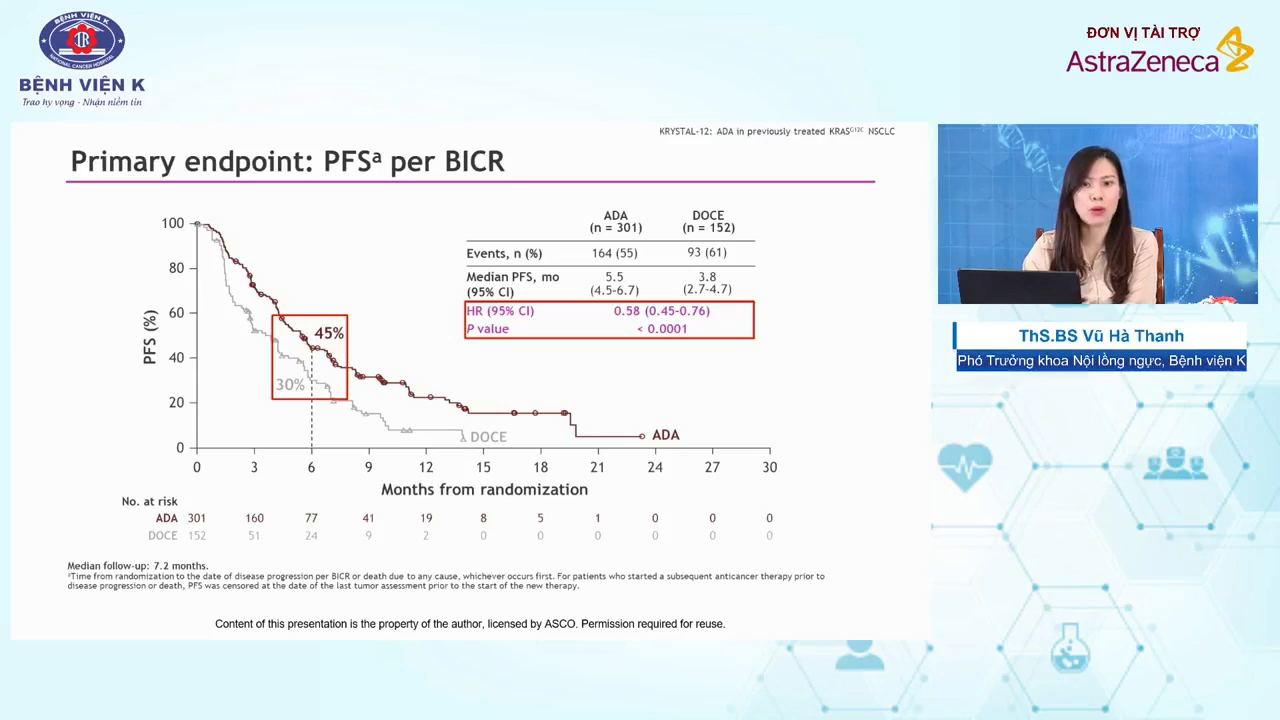 BỆNH VIỆN K
NATIONAL CANCER HOSPITAL
BỆNH VIỆN K
Trao hy vọng - Nhận niềm tin
ĐƠN VỊ TÀI TRỢ
AstraZeneca
KRYSTAL-12: ADA in previously treated KRASG12C NSCLC
Primary endpoint: PFSa per BICR
ADA DOCE
(n = 301) (n = 152)
Events, n (%) 164 (55) 93 (61)
Median PFS, mo 5.5 3.8
(95% CI) (4.5-6.7) (2.7-4.7)
HR (95% CI) 0.58 (0.45-0.76)
P value < 0.0001
PFS (%)
100
80
60
40
20
0
45%
30%
DOCE
ADA
0 3 6 9 12 15 18 21 24 27 30
Months from randomization
No. at risk
ADA 301 160 77 41 19 8 5 1 0 0 0
DOCE 152 51 24 9 2 0 0 0 0 0 0
Median follow-up: 7.2 months.
aTime from randomization to the date of disease progression per BICR or death due to any cause, whichever occurs first. For patients who started a subsequent anticancer therapy prior to
disease progression or death, PFS was censored at the date of the last tumor assessment prior to the start of the new therapy.
Content of this presentation is the property of the author, licensed by ASCO. Permission required for reuse.
ThS.BS Vũ Hà Thanh
Phó Trưởng khoa Nội lồng ngực, Bệnh viện K